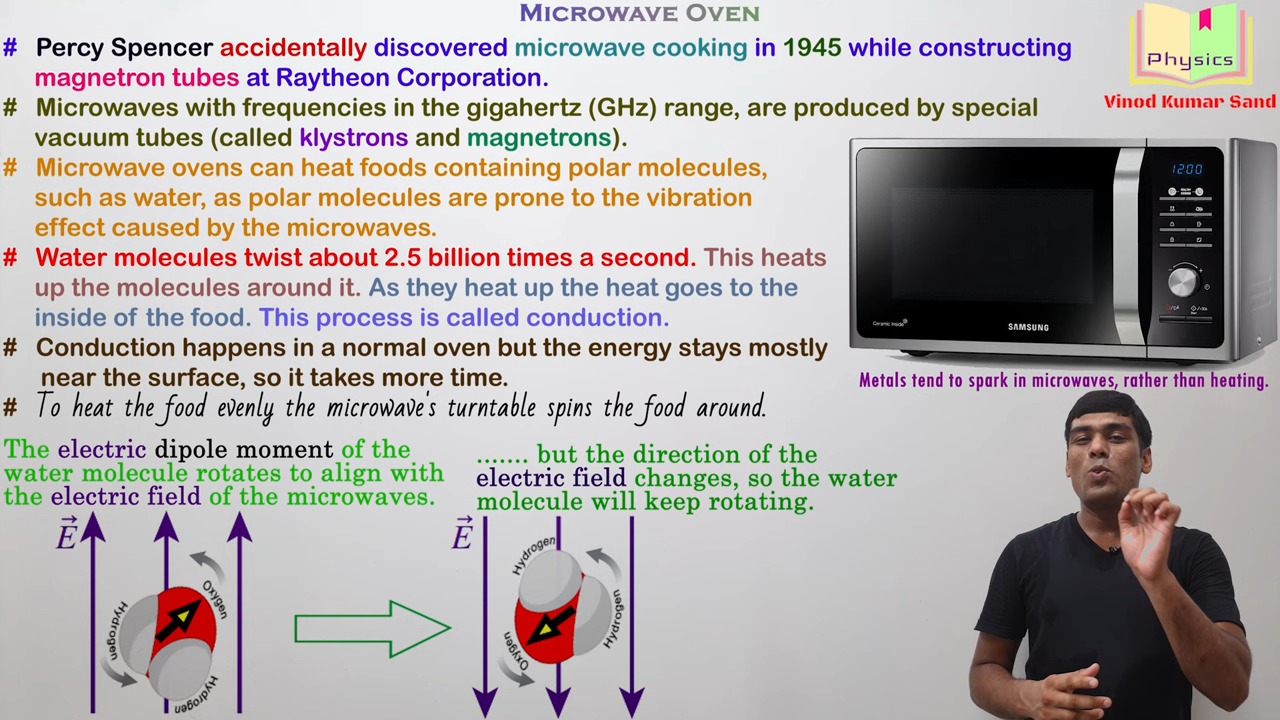 Microwave Oven
# Percy Spencer accidentally discovered microwave cooking in 1945 while constructing
magnetron tubes at Raytheon Corporation.
# Microwaves with frequencies in the gigahertz (GHz) range, are produced by special
vacuum tubes (called klystrons and magnetrons).
# Microwave ovens can heat foods containing polar molecules,
such as water, as polar molecules are prone to the vibration
effect caused by the microwaves.
# Water molecules twist about 2.5 billion times a second. This heats
up the molecules around it. As they heat up the heat goes to the
inside of the food. This process is called conduction.
# Conduction happens in a normal oven but the energy stays mostly
near the surface, so it takes more time.
# To heat the food evenly the microwave's turntable spins the food around.
Physics
Vinod Kumar Sand
1200
Ceramic Inside
SAMSUNG
Metals tend to spark in microwaves, rather than heating.
The electric dipole moment of the
water molecule rotates to align with
the electric field of the microwaves.
E
Hydrogen
Oxygen
Hydrogen
....... but the direction of the
electric field changes, so the water
molecule will keep rotating.
E
Hydrogen
Hydrogen
Oxygen